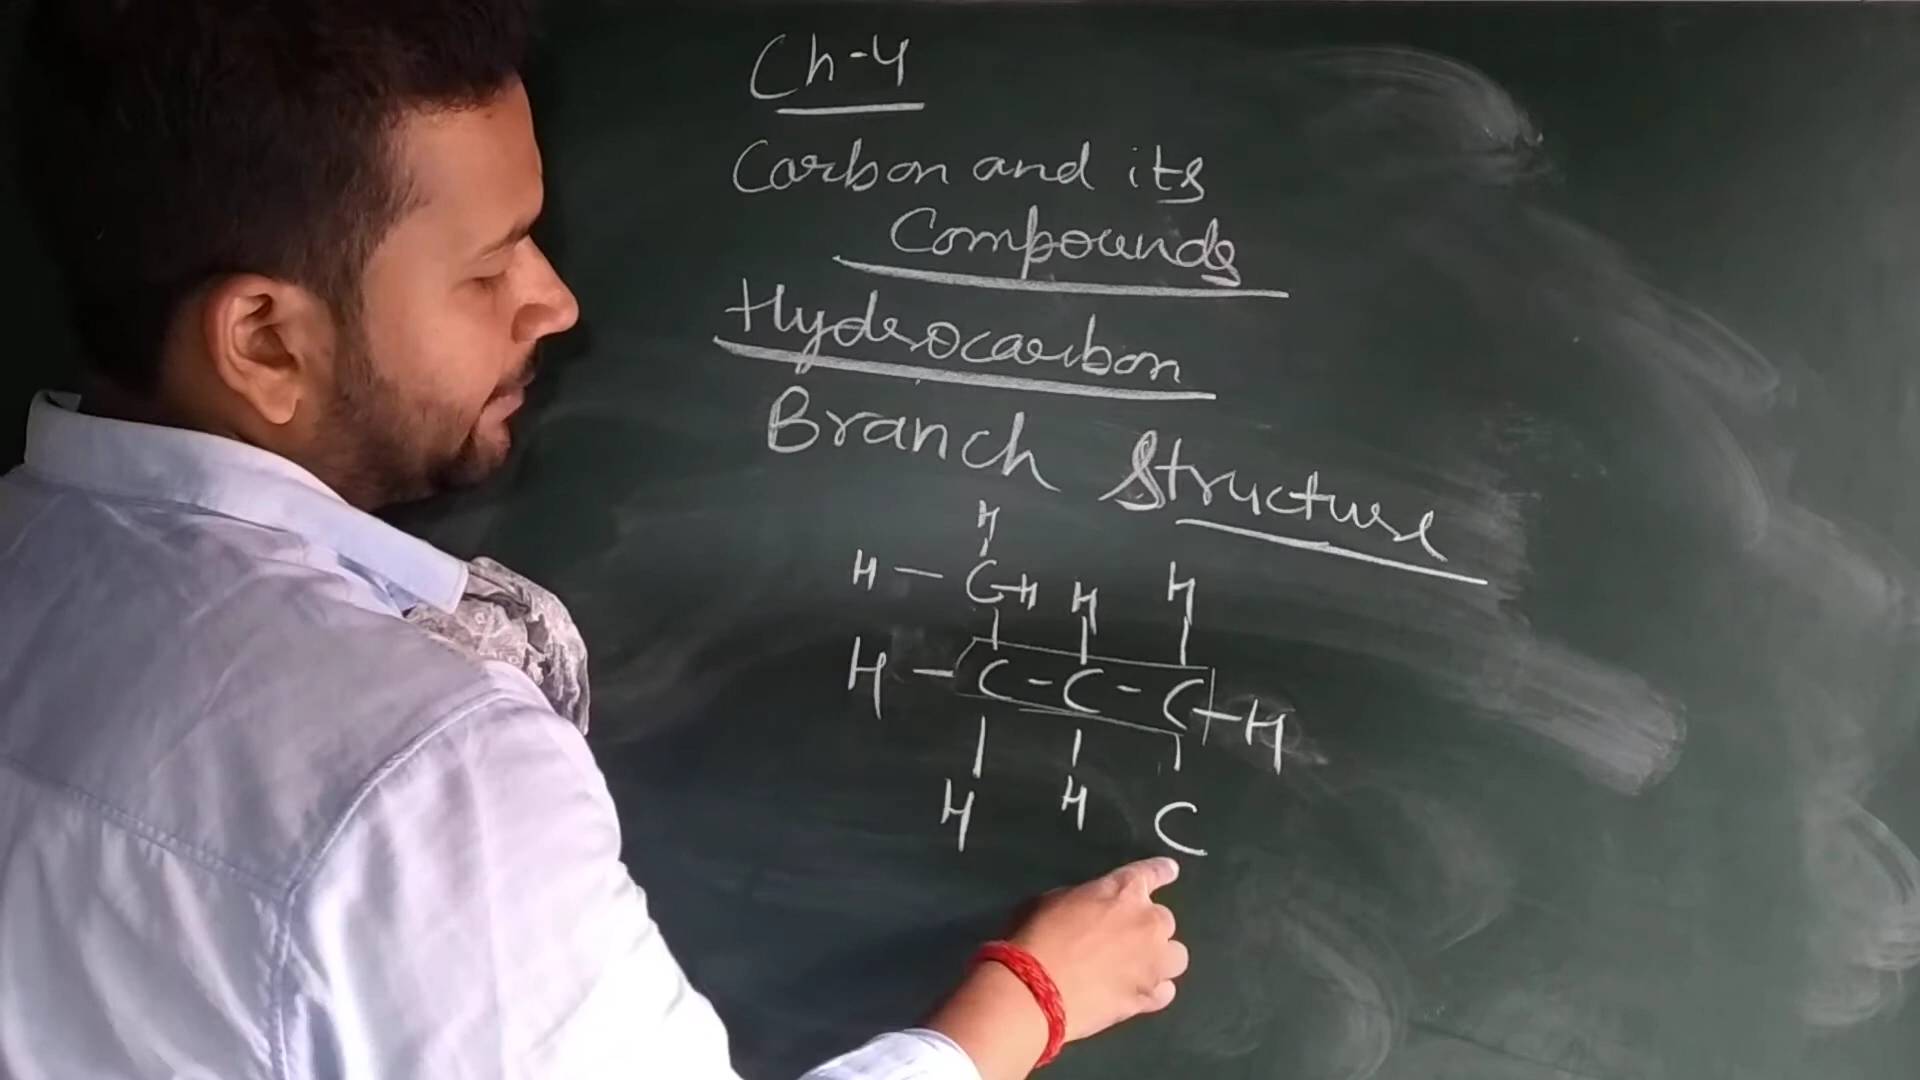 Ch-4
Carbon and its
Compounds
Hydrocarbon
Branch Structure
H
H - C-H H H
H - C - C - C - H
H H C